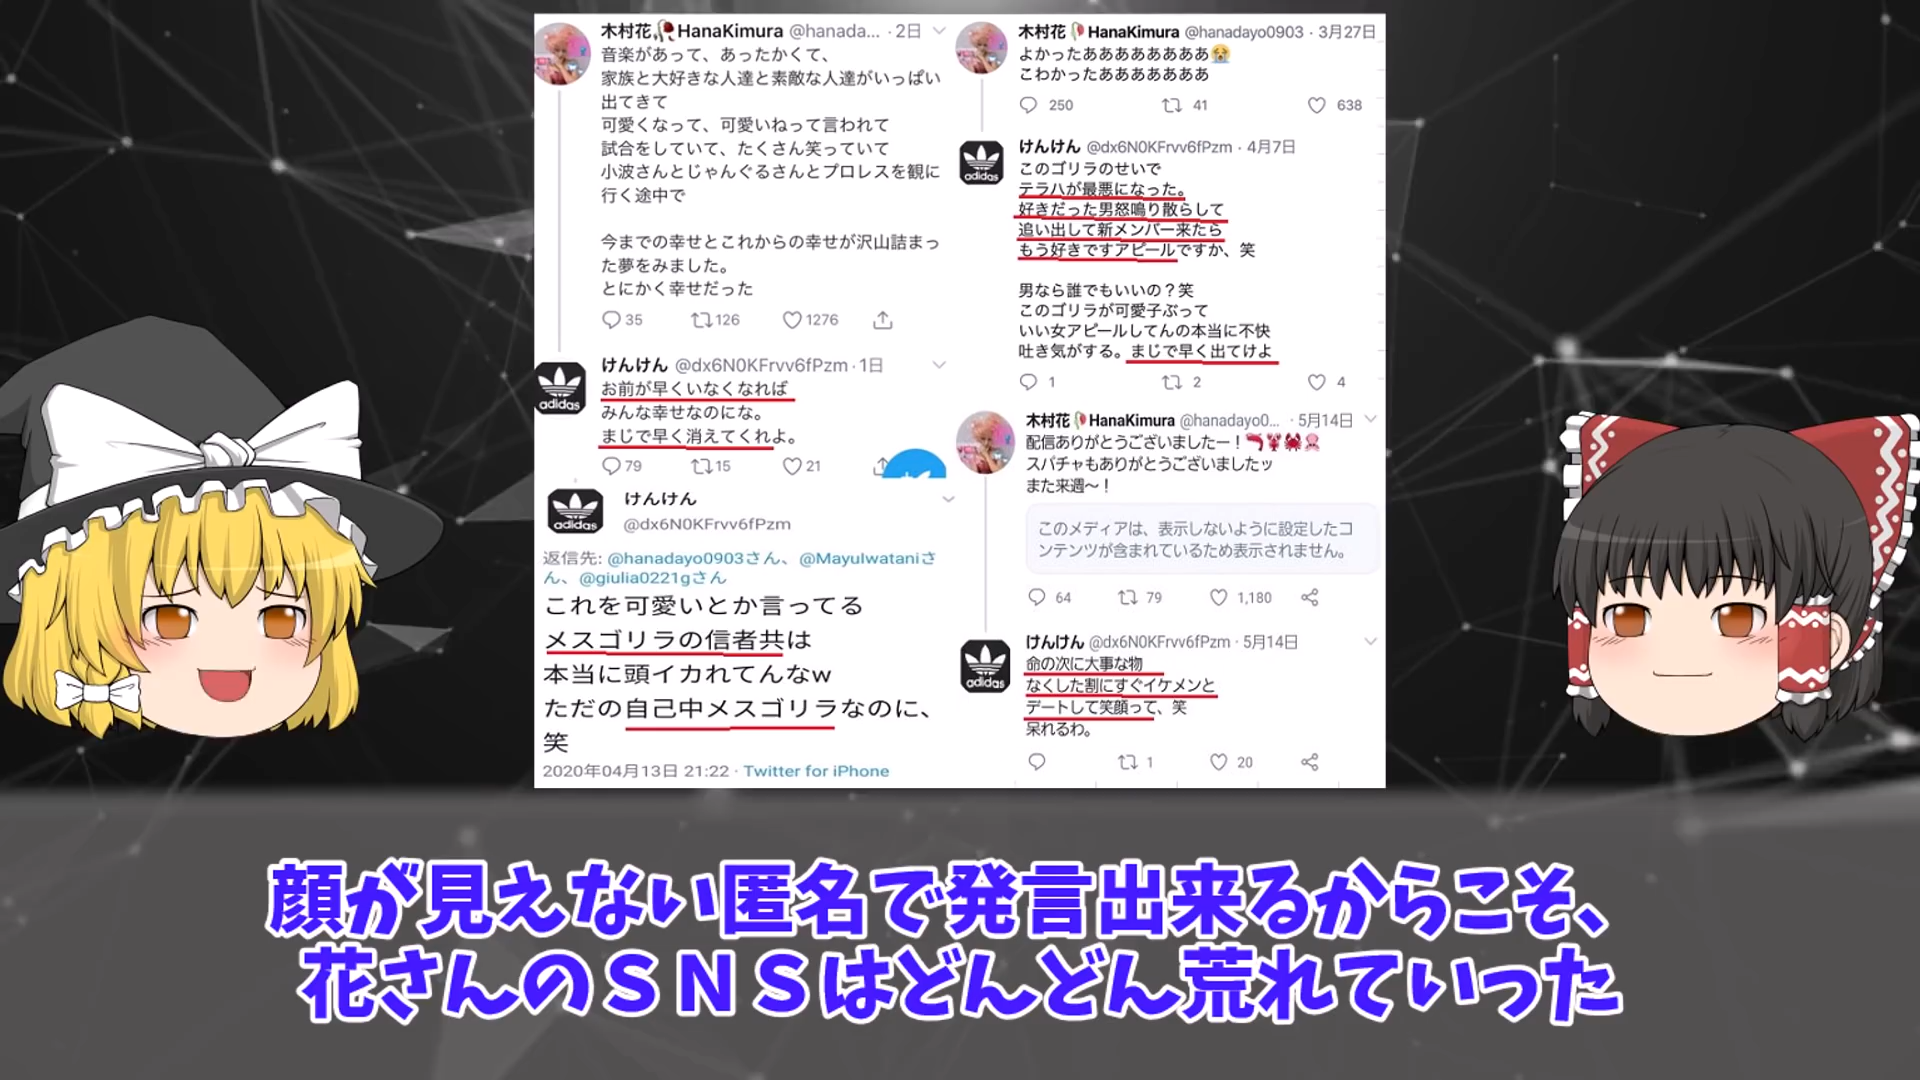 木村花🥀HanaKimura @hanada... · 2日
音楽があって、あったかくて、
家族と大好きな人達と素敵な人達がいっぱい
出てきて
可愛くなって、可愛いねって言われて
試合をしていて、たくさん笑っていて
小波さんとじゃんぐるさんとプロレスを観に
行く途中で
今までの幸せとこれからの幸せが沢山詰まっ
た夢をみました。
とにかく幸せだった
35 126 1276
adidas
けんけん @dx6N0KFrvv6fPzm · 1日
お前が早くいなくなれば
みんな幸せなのにな。
まじで早く消えてくれよ。
79 15 21
adidas
けんけん
@dx6N0KFrvv6fPzm
返信先: @hanadayo0903さん、@MayuIwataniさ
ん、@giulia0221gさん
これを可愛いとか言ってる
メスゴリラの信者共は
本当に頭イカれてんなw
ただの自己中メスゴリラなのに、
笑
2020年04月13日 21:22 · Twitter for iPhone
木村花🥀HanaKimura @hanadayo0903 · 3月27日
よかったああああああああ😭
こわかったあああああああ
250 41 638
adidas
けんけん @dx6N0KFrvv6fPzm · 4月7日
このゴリラのせいで
テラハが最悪になった。
好きだった男怒鳴り散らして
追い出して新メンバー来たら
もう好きですアピールですか、笑
男なら誰でもいいの？笑
このゴリラが可愛子ぶって
いい女アピールしてんの本当に不快
吐き気がする。まじで早く出てけよ
1 2 4
木村花🥀HanaKimura @hanadayo0... · 5月14日
配信ありがとうございましたー！🦐🦞🦀🐙
スパチャもありがとうございましたッ
また来週〜！
このメディアは、表示しないように設定したコ
ンテンツが含まれているため表示されません。
64 79 1,180
adidas
けんけん @dx6N0KFrvv6fPzm · 5月14日
命の次に大事な物
なくした割にすぐイケメンと
デートして笑顔って、笑
呆れるわ。
1 20
顔が見えない匿名で発言出来るからこそ、
花さんのＳＮＳはどんどん荒れていった